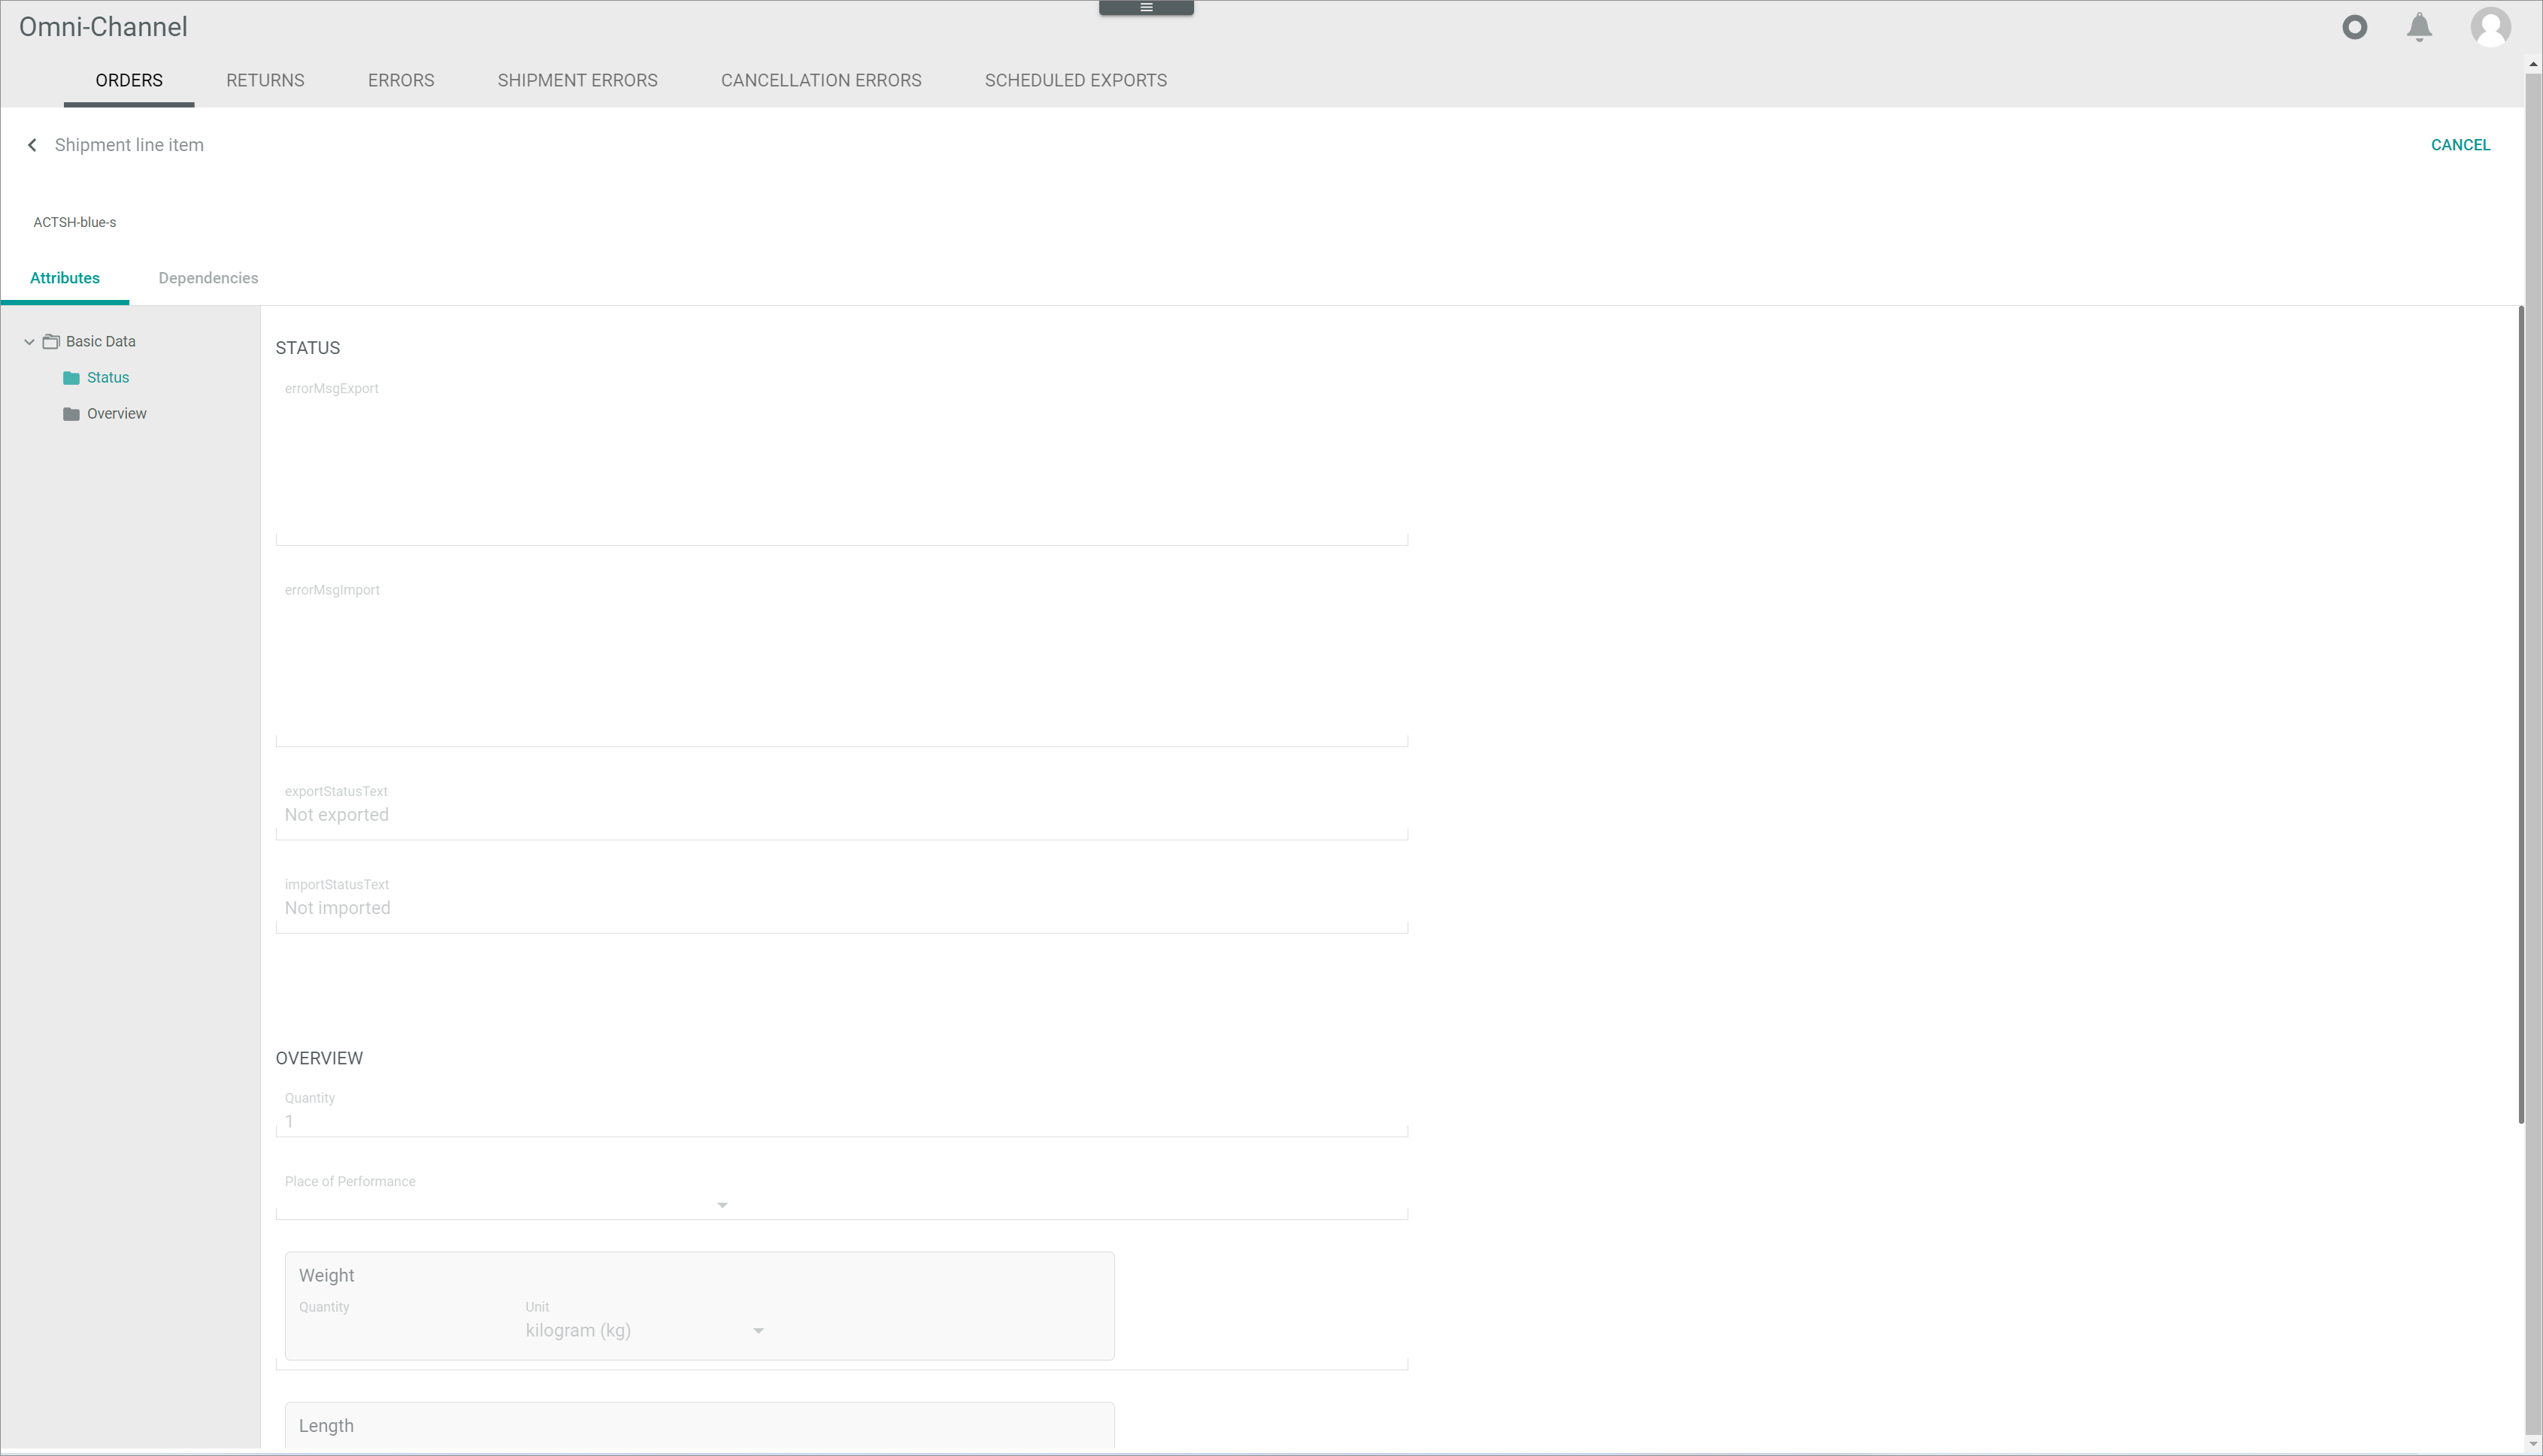 Omni-Channel
ORDERS RETURNS ERRORS SHIPMENT ERRORS CANCELLATION ERRORS SCHEDULED EXPORTS
Shipment line item CANCEL
ACTSH-blue-s
Attributes Dependencies
Basic Data
Status
Overview
STATUS
errorMsgExport
errorMsgImport
exportStatusText
Not exported
importStatusText
Not imported
OVERVIEW
Quantity
1
Place of Performance
Weight
Quantity Unit
kilogram (kg)
Length